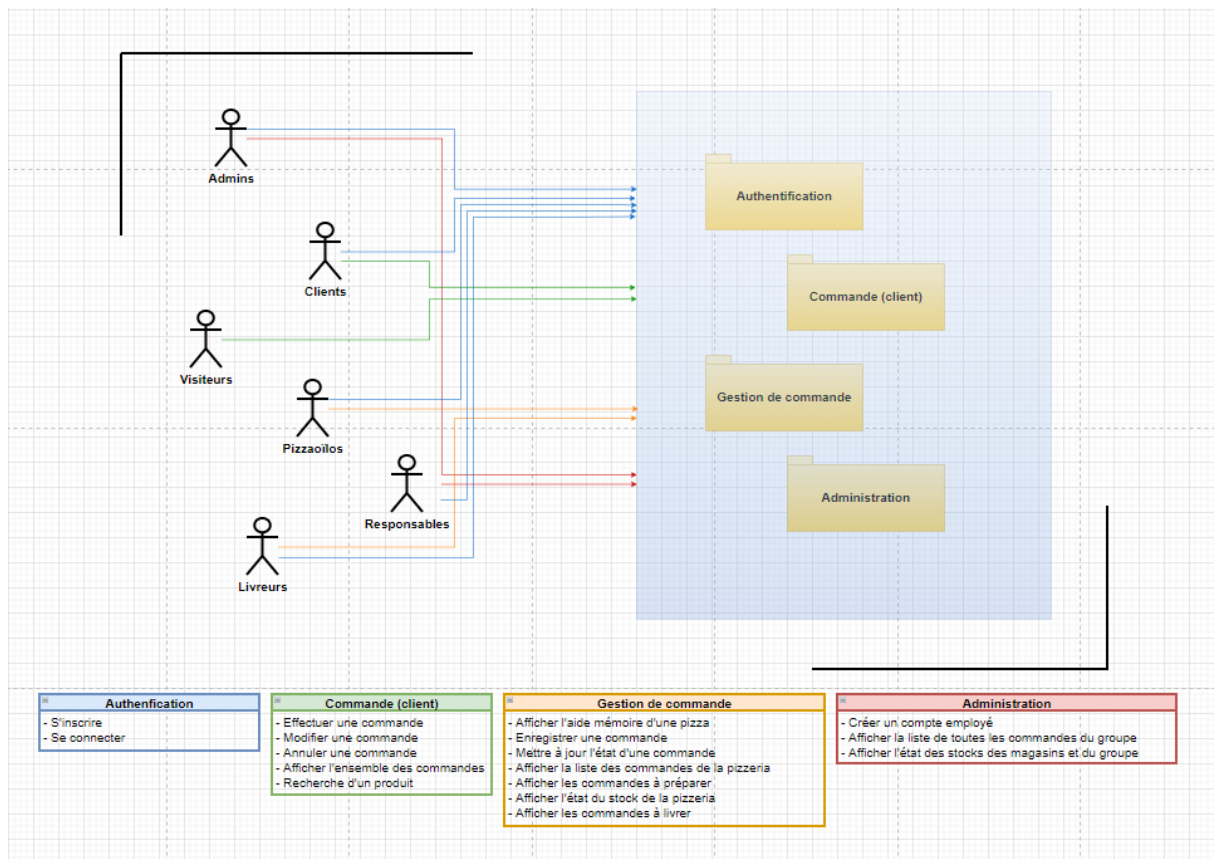 Admins
Authentification
Clients
Commande (client)
Visiteurs
Gestion de commande
Pizzaoïlos
Administration
Responsables
Livreurs
Authenfication
- S'inscrire
- Se connecter
Commande (client)
- Effectuer une commande
- Modifier une commande
- Annuler une commande
- Afficher l'ensemble des commandes
- Recherche d'un produit
Gestion de commande
- Afficher l'aide mémoire d'une pizza
- Enregistrer une commande
- Mettre à jour l'état d'une commande
- Afficher la liste des commandes de la pizzeria
- Afficher les commandes à préparer
- Afficher l'état du stock de la pizzeria
- Afficher les commandes à livrer
Administration
- Créer un compte employé
- Afficher la liste de toutes les commandes du groupe
- Afficher l'état des stocks des magasins et du groupe